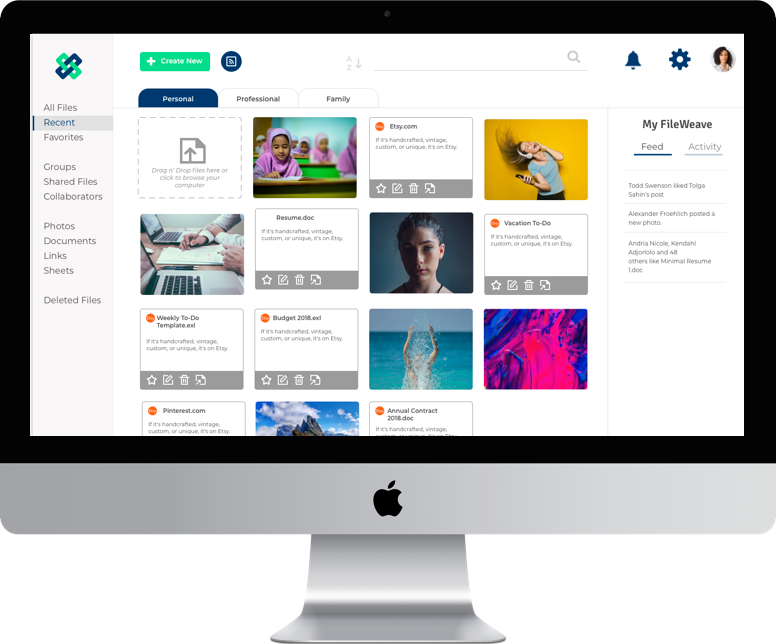 Create New
A
Z
All Files
Recent
Favorites
Groups
Shared Files
Collaborators
Photos
Documents
Links
Sheets
Deleted Files
Personal
Professional
Family
Drag n' Drop files here or
click to browse your
computer
Etsy.com
If it's handcrafted, vintage,
custom, or unique, it's on Etsy.
Resume.doc
If it's handcrafted, vintage,
custom, or unique, it's on Etsy.
Vacation To-Do
If it's handcrafted, vintage,
custom, or unique, it's on Etsy.
Weekly To-Do
Template.exl
If it's handcrafted, vintage,
custom, or unique, it's on Etsy.
Budget 2018.exl
If it's handcrafted, vintage,
custom, or unique, it's on Etsy.
Pinterest.com
If it's handcrafted, vintage,
custom, or unique, it's on Etsy.
Annual Contract
2018.doc
If it's handcrafted, vintage,
custom, or unique, it's on Etsy.
My FileWeave
Feed
Activity
Todd Swenson liked Tolga
Sahin's post
Alexander Froehlich posted a
new photo.
Andria Nicole, Kendahl
Adjorlolo and 48
others like Minimal Resume
1.doc